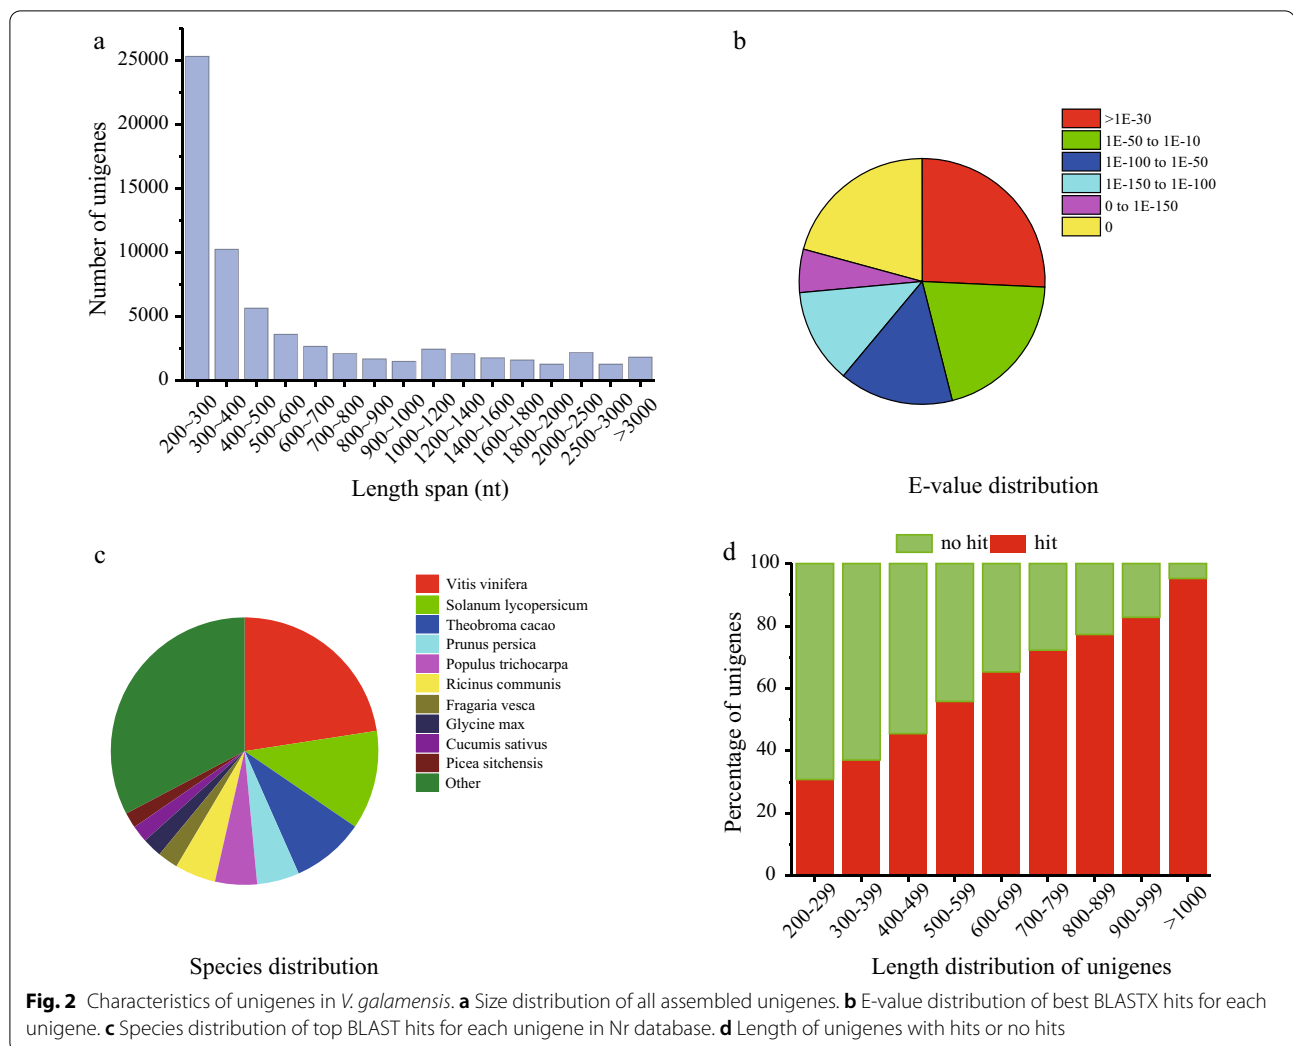 a
25000
20000
15000
10000
5000
0
Number of unigenes
200~300
300~400
400~500
500~600
600~700
700~800
800~900
900~1000
1000~1200
1200~1400
1400~1600
1600~1800
1800~2000
2000~2500
2500~3000
>3000
Length span (nt)
b
>1E-30
1E-50 to 1E-10
1E-100 to 1E-50
1E-150 to 1E-100
0 to 1E-150
0
E-value distribution
c
Vitis vinifera
Solanum lycopersicum
Theobroma cacao
Prunus persica
Populus trichocarpa
Ricinus communis
Fragaria vesca
Glycine max
Cucumis sativus
Picea sitchensis
Other
Species distribution
d
no hit
hit
100
80
60
40
20
0
Percentage of unigenes
200-299
300-399
400-499
500-599
600-699
700-799
800-899
900-999
>1000
Length distribution of unigenes
Fig. 2 Characteristics of unigenes in V. galamensis. a Size distribution of all assembled unigenes. b E-value distribution of best BLASTX hits for each
unigene. c Species distribution of top BLAST hits for each unigene in Nr database. d Length of unigenes with hits or no hits